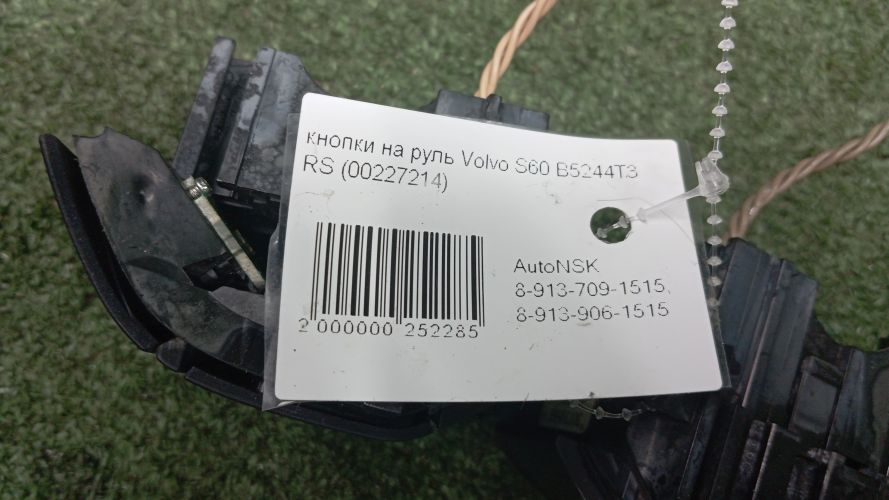 кнопки на руль Volvo S60 B5244T3
RS (00227214)
2 000000 252285
AutoNSK
8-913-709-1515,
8-913-906-1515